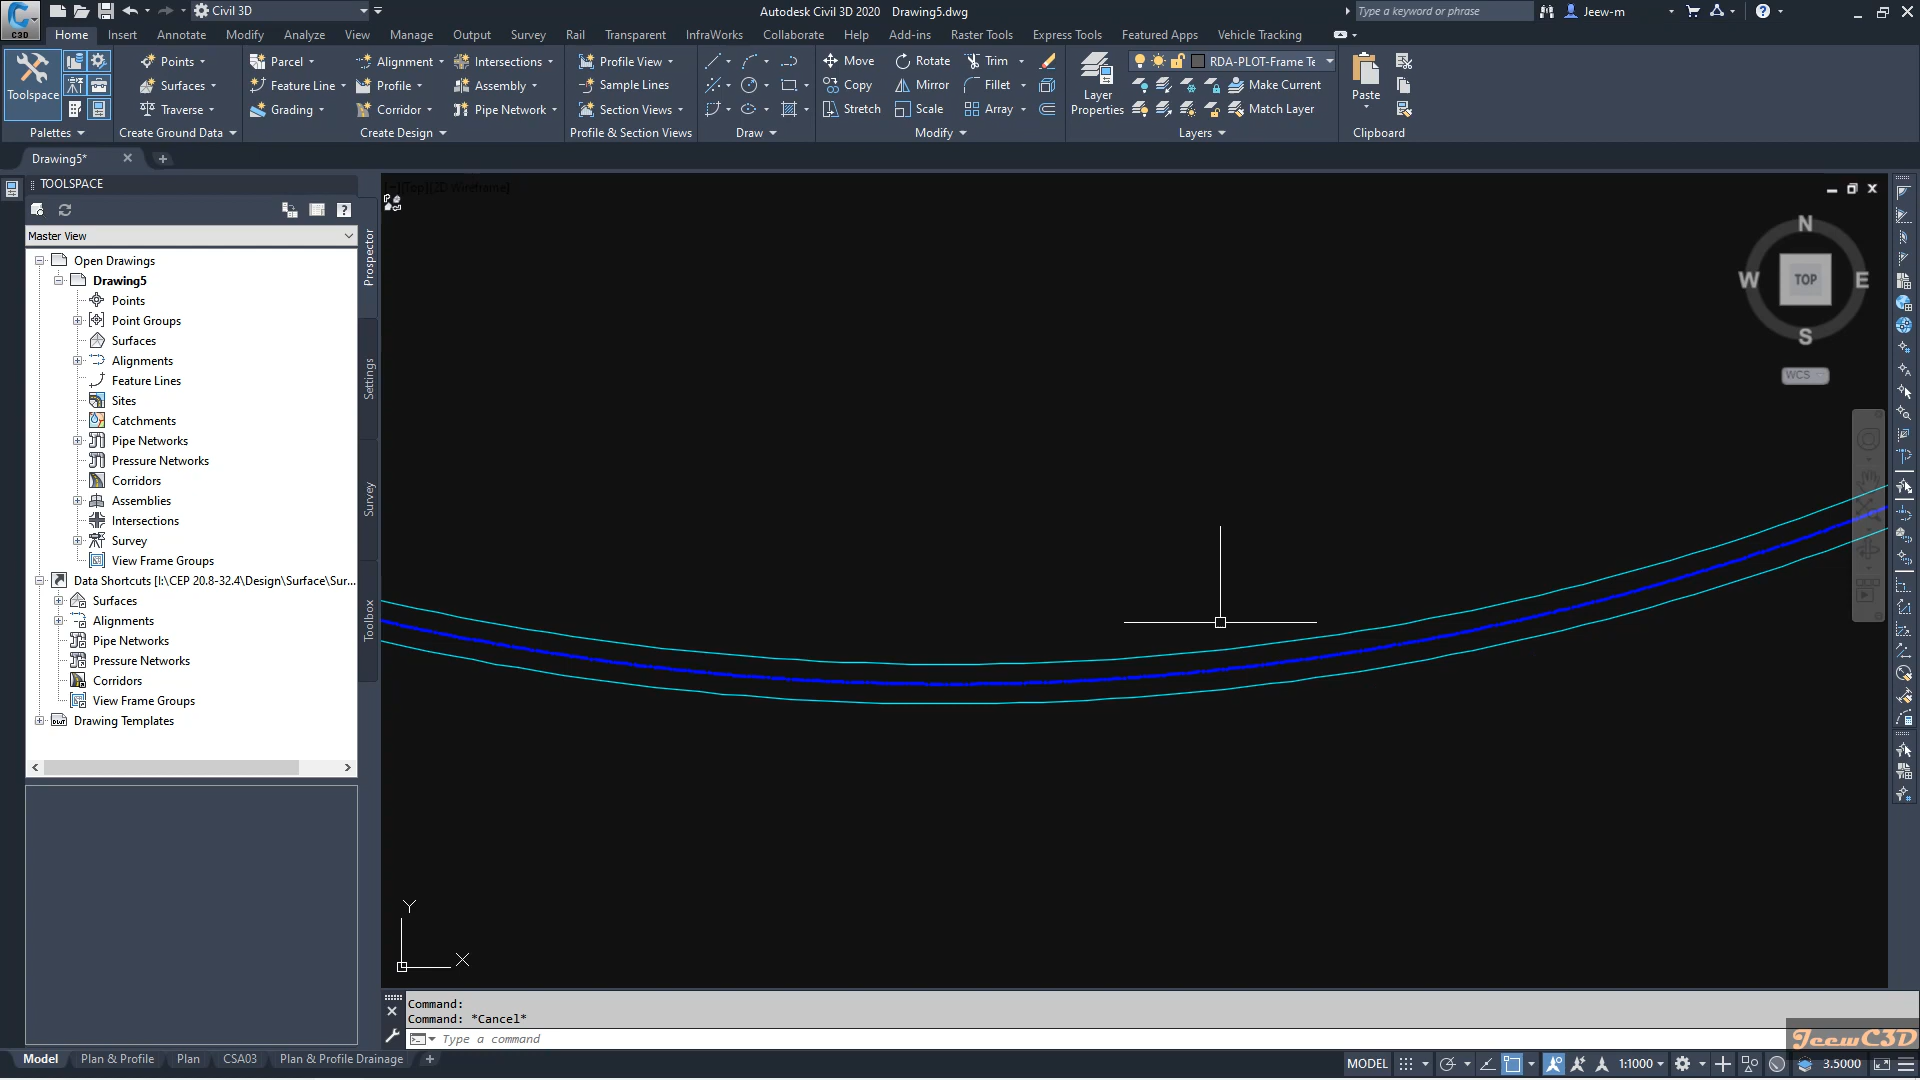 Civil 3D
Autodesk Civil 3D 2020 Drawing5.dwg
Type a keyword or phrase
Jeew-m
C3D
Home Insert Annotate Modify Analyze View Manage Output Survey Rail Transparent InfraWorks Collaborate Help Add-ins Raster Tools Express Tools Featured Apps Vehicle Tracking
Toolspace
Palettes
Points
Surfaces
Traverse
Create Ground Data
Parcel
Feature Line
Grading
Alignment
Profile
Corridor
Intersections
Assembly
Pipe Network
Create Design
Profile View
Sample Lines
Section Views
Profile & Section Views
Draw
Move
Copy
Stretch
Rotate
Mirror
Scale
Trim
Fillet
Array
Modify
Layer
Properties
RDA-PLOT-Frame Te
Make Current
Match Layer
Layers
Paste
Clipboard
Drawing5*
TOOLSPACE
Master View
Open Drawings
Drawing5
Points
Point Groups
Surfaces
Alignments
Feature Lines
Sites
Catchments
Pipe Networks
Pressure Networks
Corridors
Assemblies
Intersections
Survey
View Frame Groups
Data Shortcuts [I:\CEP 20.8-32.4\Design\Surface\Sur...
Surfaces
Alignments
Pipe Networks
Pressure Networks
Corridors
View Frame Groups
Drawing Templates
Prospector
Settings
Survey
Toolbox
[−][Top][2D Wireframe]
N
W
TOP
E
S
WCS
Y
X
Command:
Command: *Cancel*
Type a command
Model Plan & Profile Plan CSA03 Plan & Profile Drainage
MODEL
1:1000
3.5000
JeewC3D